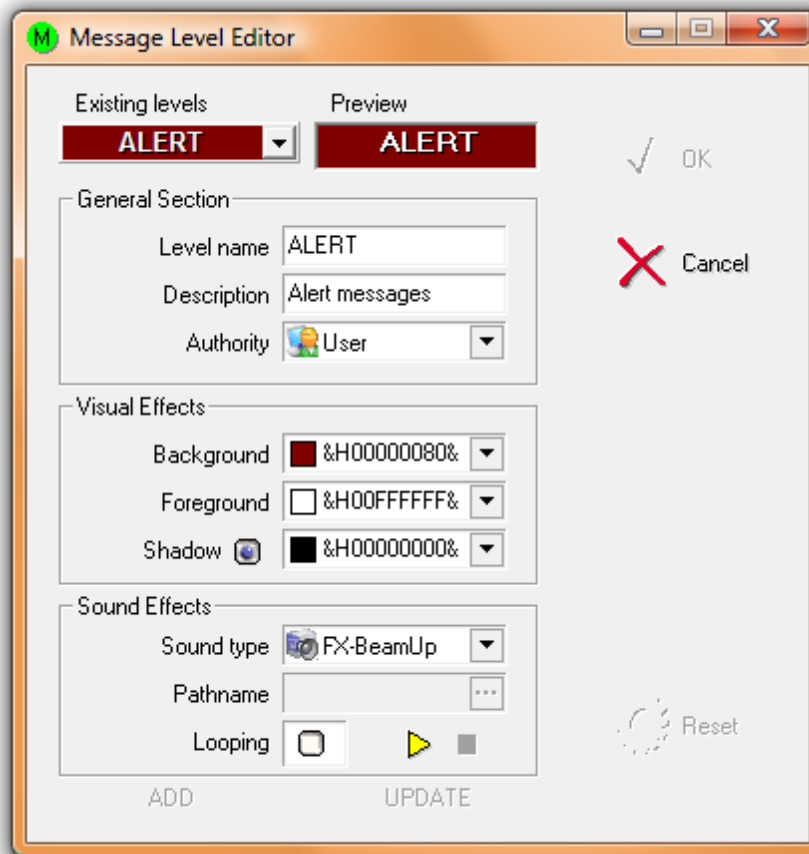 M Message Level Editor
Existing levels Preview
ALERT ALERT
OK
General Section
Level name ALERT
Cancel
Description Alert messages
Authority User
Visual Effects
Background &H00000080&
Foreground &H00FFFFFF&
Shadow &H00000000&
Sound Effects
Sound type FX-BeamUp
Pathname ...
Looping
Reset
ADD UPDATE